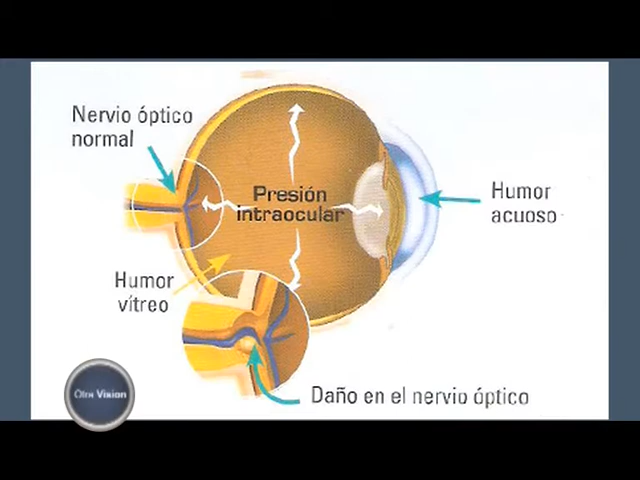 Nervio óptico
normal
Presión
intraocular
Humor
acuoso
Humor
vítreo
Daño en el nervio óptico
Otra Vision